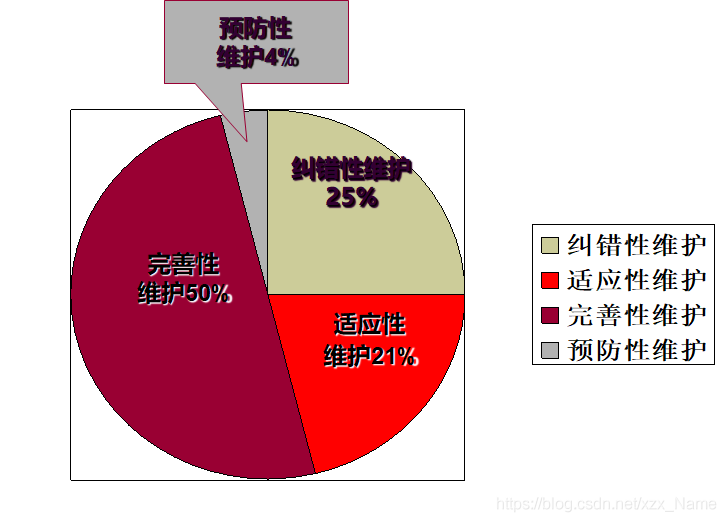 预防性
维护4%
纠错性维护
25%
完善性
维护50%
适应性
维护21%
纠错性维护
适应性维护
完善性维护
预防性维护
https://blog.csdn.net/xzx_Name